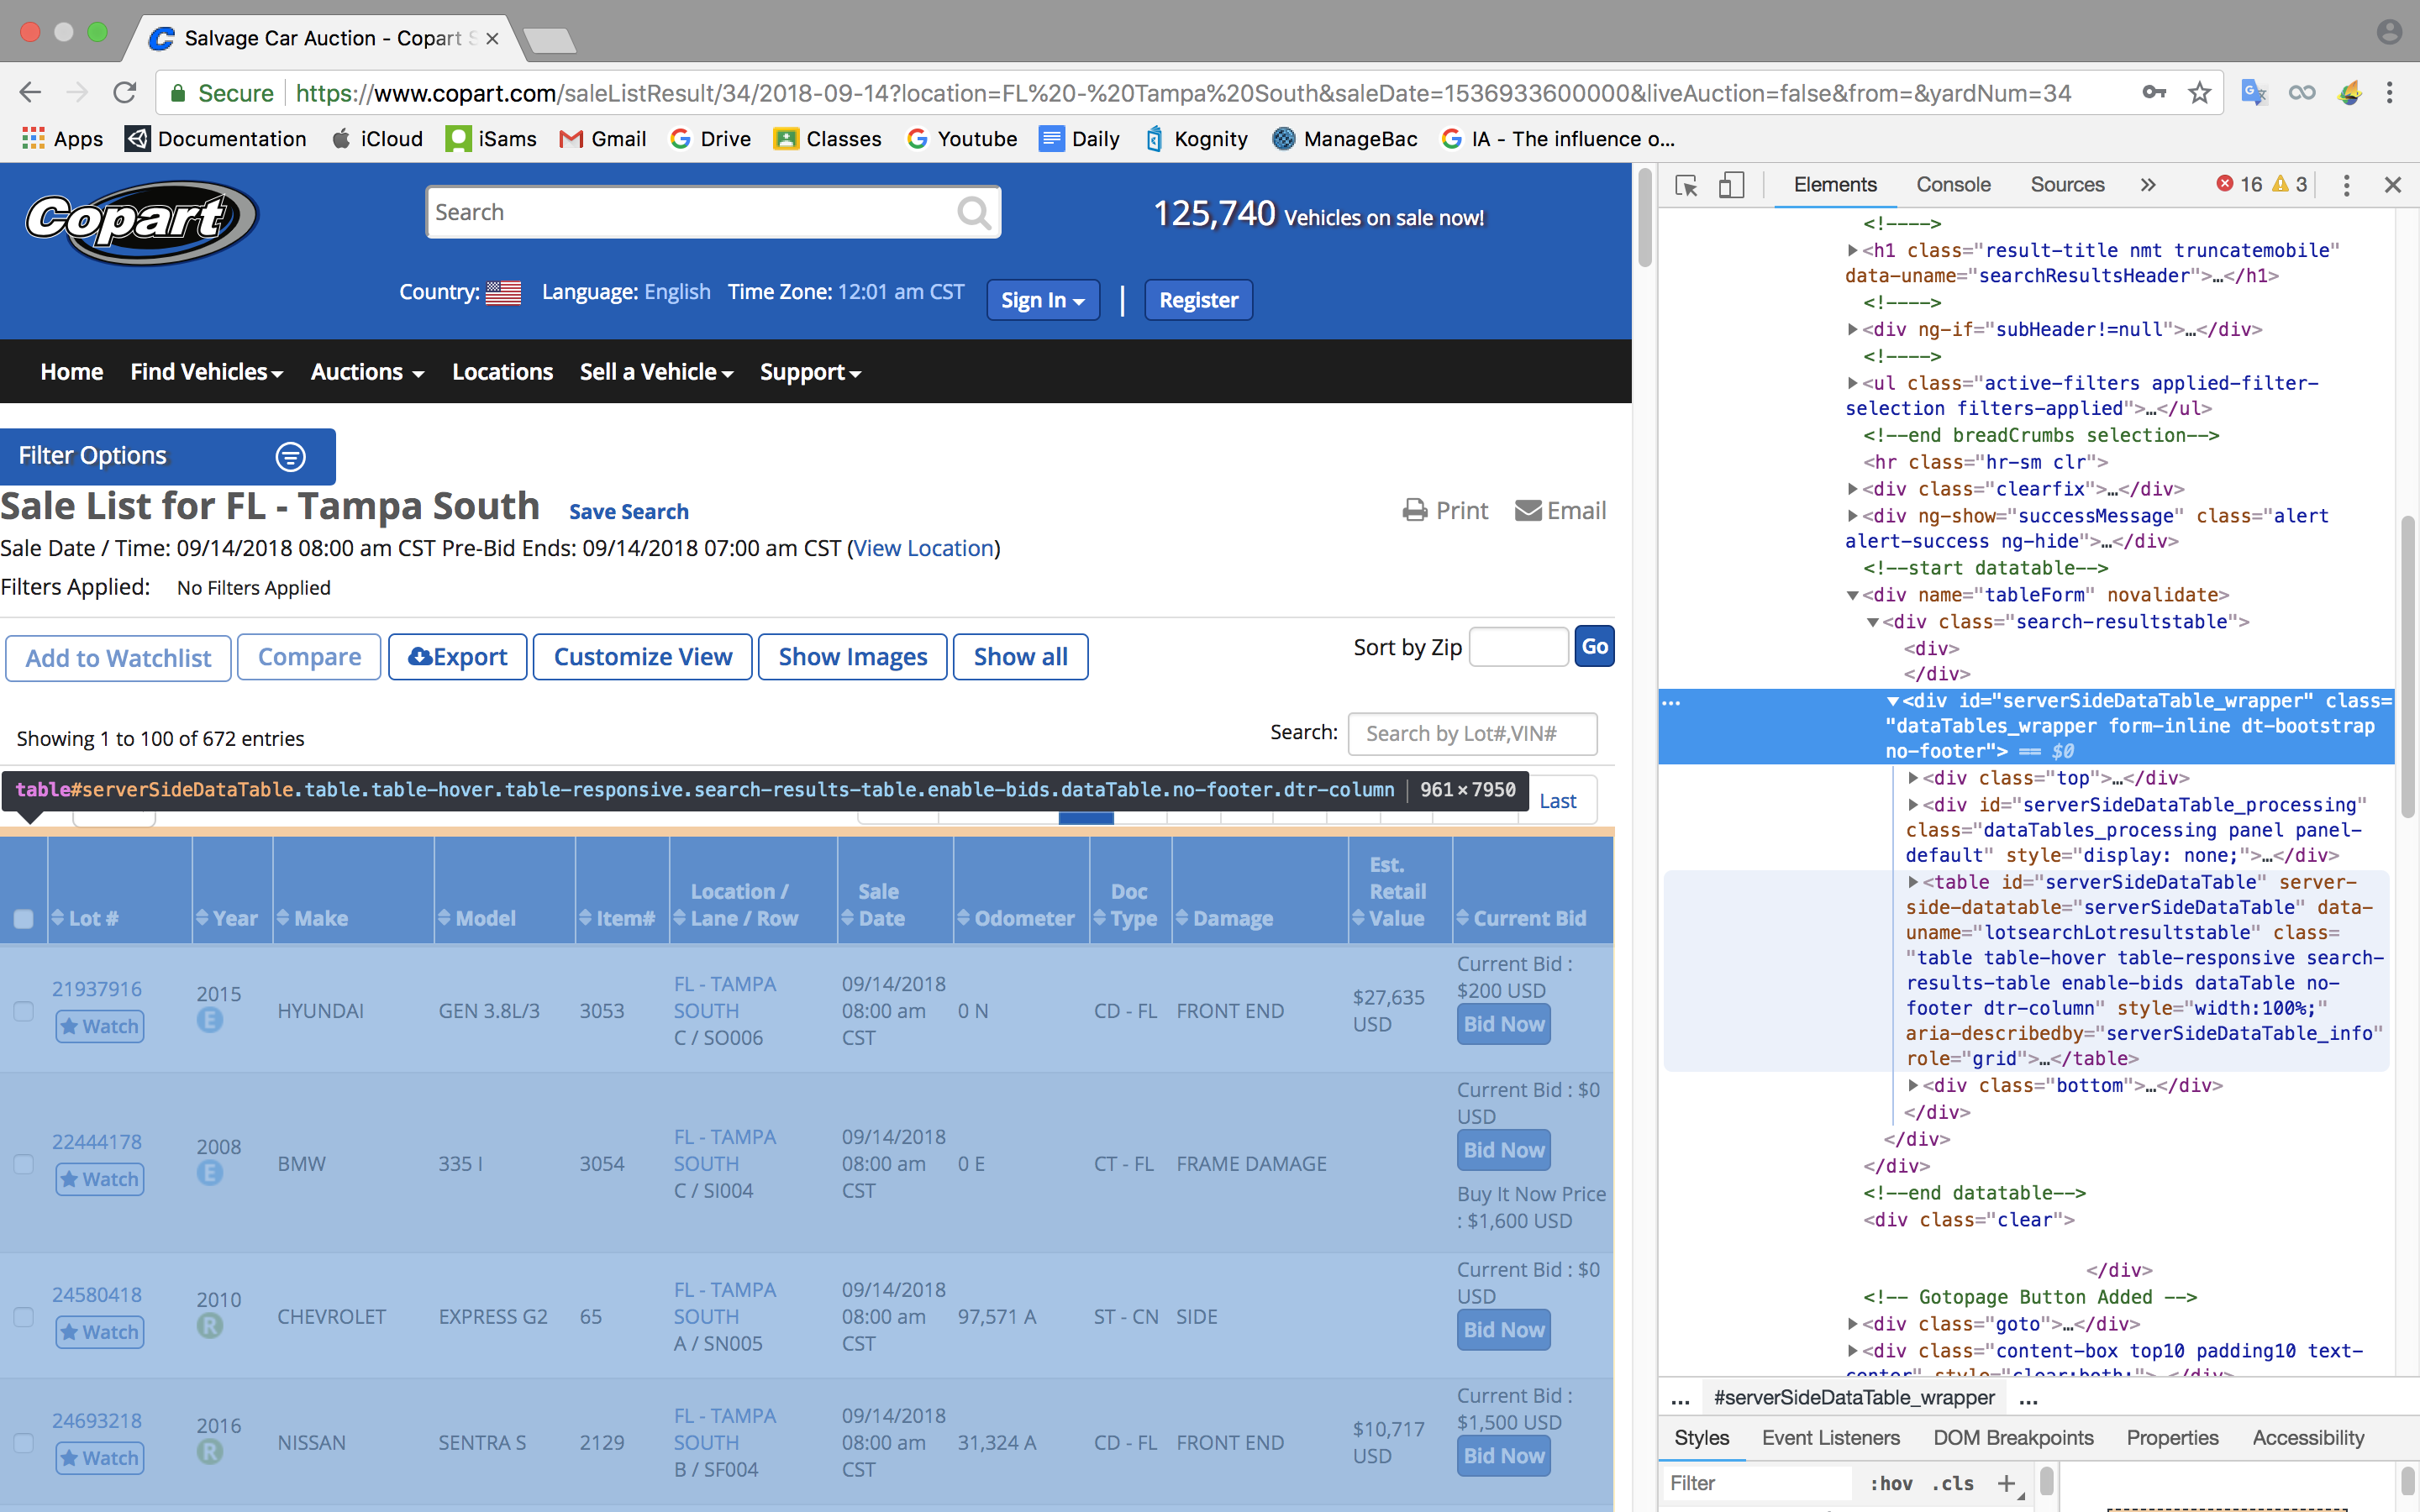 Salvage Car Auction - Copart S
Secure https://www.copart.com/saleListResult/34/2018-09-14?location=FL%20-%20Tampa%20South&saleDate=1536933600000&liveAuction=false&from=&yardNum=34
Apps Documentation iCloud iSams Gmail Drive Classes Youtube Daily Kognity ManageBac IA - The influence o...
Copart
Search
125,740 Vehicles on sale now!
Country: Language: English Time Zone: 12:01 am CST Sign In | Register
Home Find Vehicles Auctions Locations Sell a Vehicle Support
Filter Options
Sale List for FL - Tampa South Save Search Print Email
Sale Date / Time: 09/14/2018 08:00 am CST Pre-Bid Ends: 09/14/2018 07:00 am CST (View Location)
Filters Applied: No Filters Applied
Add to Watchlist Compare Export Customize View Show Images Show all Sort by Zip Go
Showing 1 to 100 of 672 entries Search: Search by Lot#,VIN#
table#serverSideDataTable.table.table-hover.table-responsive.search-results-table.enable-bids.dataTable.no-footer.dtr-column | 961 × 7950 Last
Lot # Year Make Model Item# Location / Lane / Row Sale Date Odometer Doc Type Damage Est. Retail Value Current Bid
21937916 Watch 2015 E HYUNDAI GEN 3.8L/3 3053 FL - TAMPA SOUTH C / SO006 09/14/2018 08:00 am CST 0 N CD - FL FRONT END $27,635 USD Current Bid : $200 USD Bid Now
22444178 Watch 2008 E BMW 335 I 3054 FL - TAMPA SOUTH C / SI004 09/14/2018 08:00 am CST 0 E CT - FL FRAME DAMAGE Current Bid : $0 USD Bid Now Buy It Now Price : $1,600 USD
24580418 Watch 2010 R CHEVROLET EXPRESS G2 65 FL - TAMPA SOUTH A / SN005 09/14/2018 08:00 am CST 97,571 A ST - CN SIDE Current Bid : $0 USD Bid Now
24693218 Watch 2016 R NISSAN SENTRA S 2129 FL - TAMPA SOUTH B / SF004 09/14/2018 08:00 am CST 31,324 A CD - FL FRONT END $10,717 USD Current Bid : $1,500 USD Bid Now
Elements Console Sources » 16 3
<!---->
<h1 class="result-title nmt truncatemobile"
data-uname="searchResultsHeader">…</h1>
<!---->
<div ng-if="subHeader!=null">…</div>
<!---->
<ul class="active-filters applied-filter-
selection filters-applied">…</ul>
<!--end breadCrumbs selection-->
<hr class="hr-sm clr">
<div class="clearfix">…</div>
<div ng-show="successMessage" class="alert
alert-success ng-hide">…</div>
<!--start datatable-->
<div name="tableForm" novalidate>
<div class="search-resultstable">
<div>
</div>
<div id="serverSideDataTable_wrapper" class=
"dataTables_wrapper form-inline dt-bootstrap
no-footer"> == $0
<div class="top">…</div>
<div id="serverSideDataTable_processing"
class="dataTables_processing panel panel-
default" style="display: none;">…</div>
<table id="serverSideDataTable" server-
side-datatable="serverSideDataTable" data-
uname="lotsearchLotresultstable" class=
"table table-hover table-responsive search-
results-table enable-bids dataTable no-
footer dtr-column" style="width:100%;"
aria-describedby="serverSideDataTable_info"
role="grid">…</table>
<div class="bottom">…</div>
</div>
</div>
</div>
<!--end datatable-->
<div class="clear">
</div>
<!-- Gotopage Button Added -->
<div class="goto">…</div>
<div class="content-box top10 padding10 text-
center" style="clear:both;">…</div>
... #serverSideDataTable_wrapper ...
Styles Event Listeners DOM Breakpoints Properties Accessibility
Filter :hov .cls +